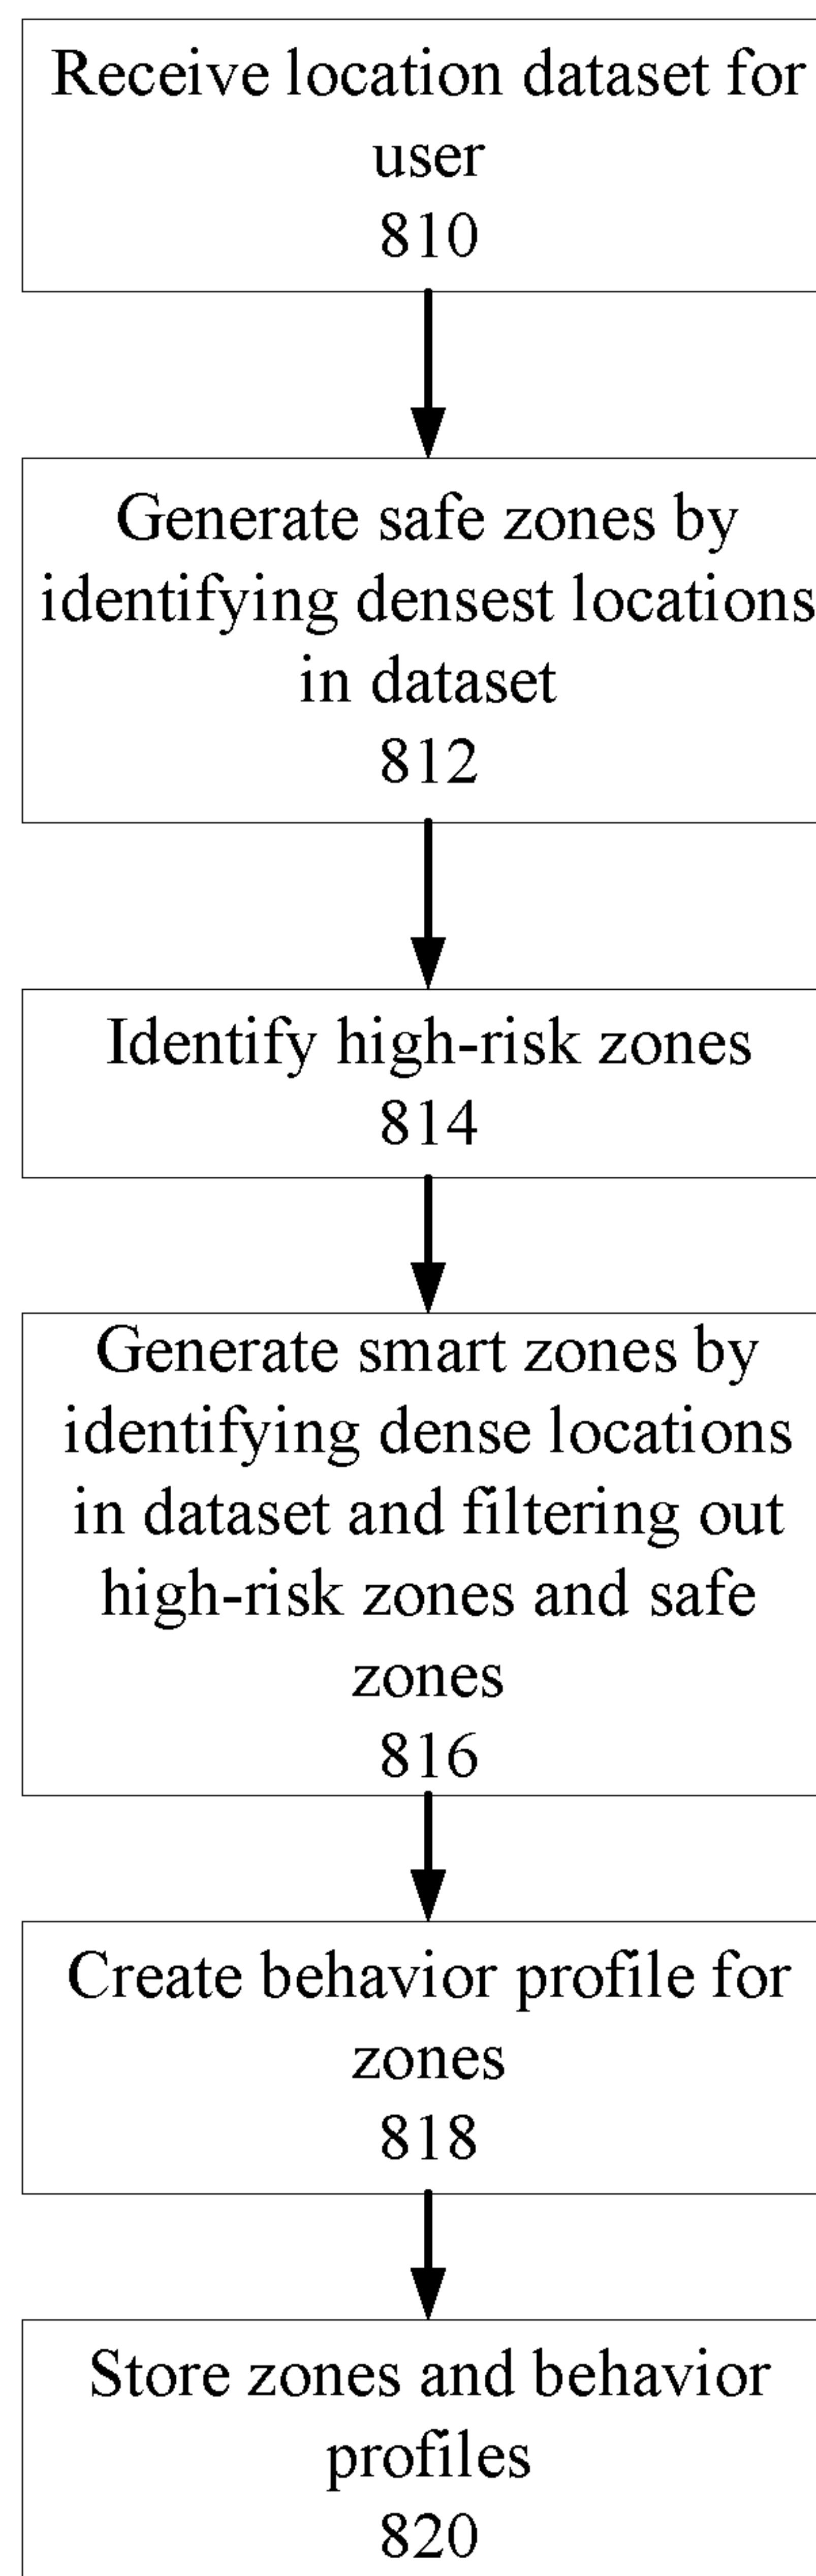 Receive location dataset for
user
810
Generate safe zones by
identifying densest locations
in dataset
812
Identify high-risk zones
814
Generate smart zones by
identifying dense locations
in dataset and filtering out
high-risk zones and safe
zones
816
Create behavior profile for
zones
818
Store zones and behavior
profiles
820